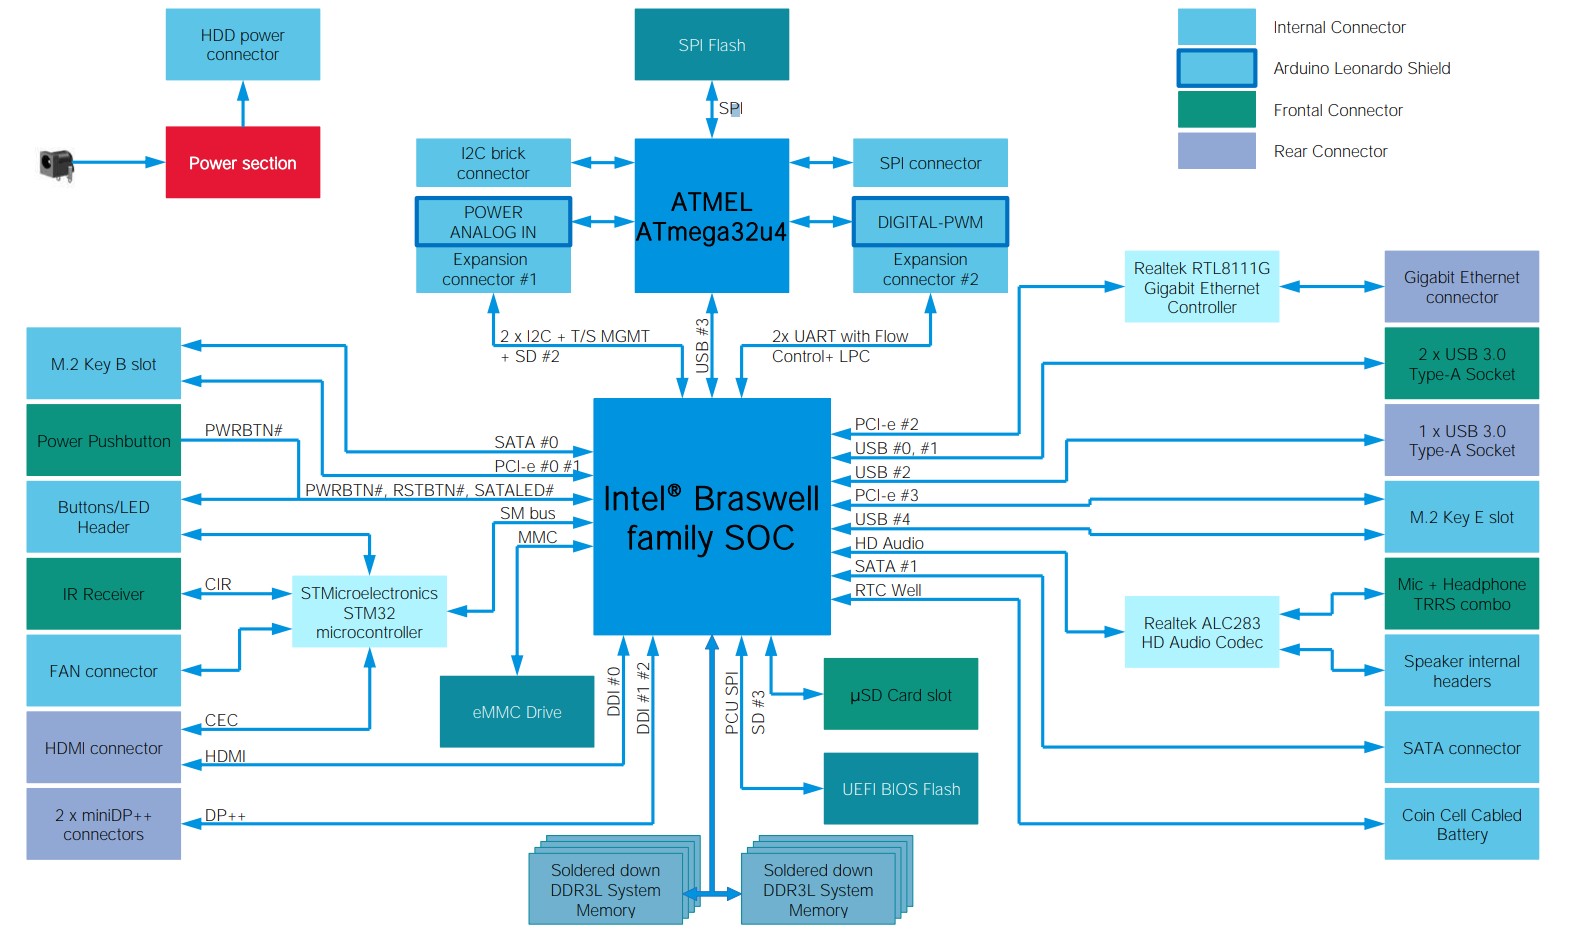 HDD power
connector
SPI Flash
Internal Connector
Arduino Leonardo Shield
Frontal Connector
Rear Connector
SPI
Power section
I2C brick
connector
ATMEL
ATmega32u4
SPI connector
POWER
ANALOG IN
DIGITAL-PWM
Expansion
connector #1
Expansion
connector #2
Realtek RTL8111G
Gigabit Ethernet
Controller
Gigabit Ethernet
connector
2 x I2C + T/S MGMT
+ SD #2
USB #3
2x UART with Flow
Control+ LPC
M.2 Key B slot
2 x USB 3.0
Type-A Socket
Power Pushbutton
PWRBTN#
SATA #0
PCI-e #0 #1
PWRBTN#, RSTBTN#, SATALED#
SM bus
MMC
Intel® Braswell
family SOC
PCI-e #2
USB #0, #1
USB #2
PCI-e #3
USB #4
HD Audio
SATA #1
RTC Well
1 x USB 3.0
Type-A Socket
Buttons/LED
Header
M.2 Key E slot
IR Receiver
CIR
STMicroelectronics
STM32
microcontroller
Mic + Headphone
TRRS combo
Realtek ALC283
HD Audio Codec
FAN connector
Speaker internal
headers
eMMC Drive
DDI #0
DDI #1 #2
PCU SPI
SD #3
µSD Card slot
CEC
HDMI connector
HDMI
SATA connector
UEFI BIOS Flash
2 x miniDP++
connectors
DP++
Coin Cell Cabled
Battery
Soldered down
DDR3L System
Memory
Soldered down
DDR3L System
Memory